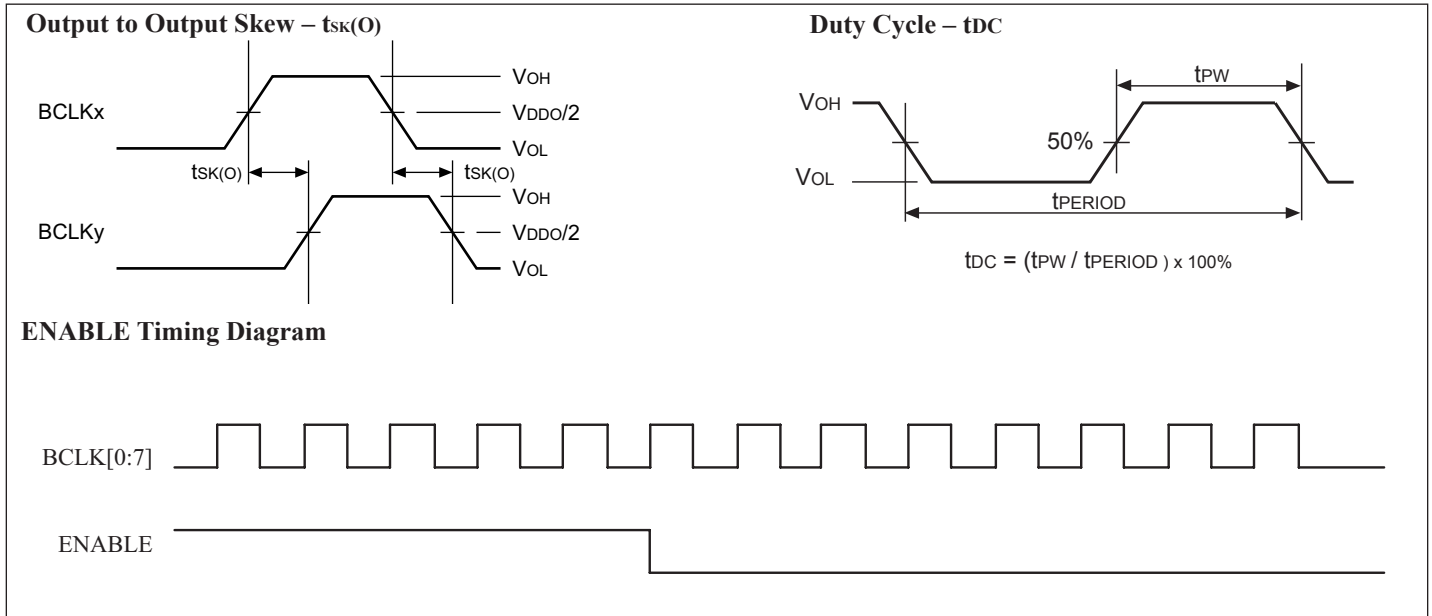 Output to Output Skew – tSK(O)
BCLKx
VOH
VDDO/2
VOL
tSK(O)
tSK(O)
BCLKy
VOH
VDDO/2
VOL
Duty Cycle – tDC
VOH
tPW
50%
VOL
tPERIOD
tDC = (tPW / tPERIOD ) x 100%
ENABLE Timing Diagram
BCLK[0:7]
ENABLE